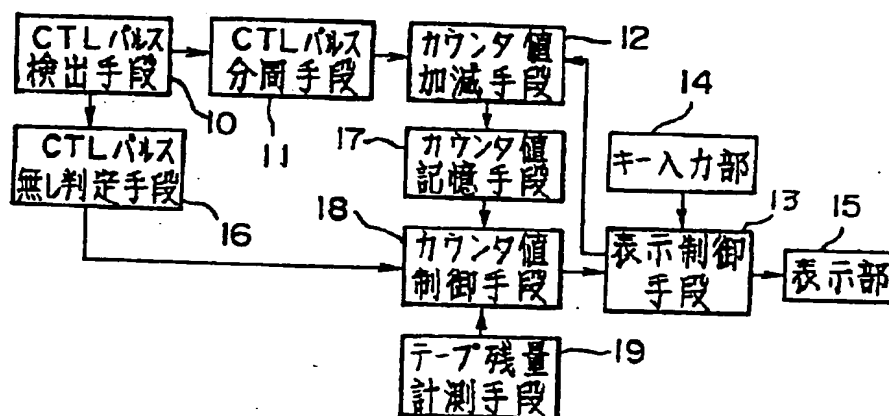 CTLパルス
検出手段
10
CTLパルス
分周手段
11
カウンタ値
加減手段
12
CTLパルス
無し判定手段
16
17
カウンタ値
記憶手段
14
キー入力部
18
カウンタ値
制御手段
13
表示制御
手段
15
表示部
テープ残量
計測手段
19